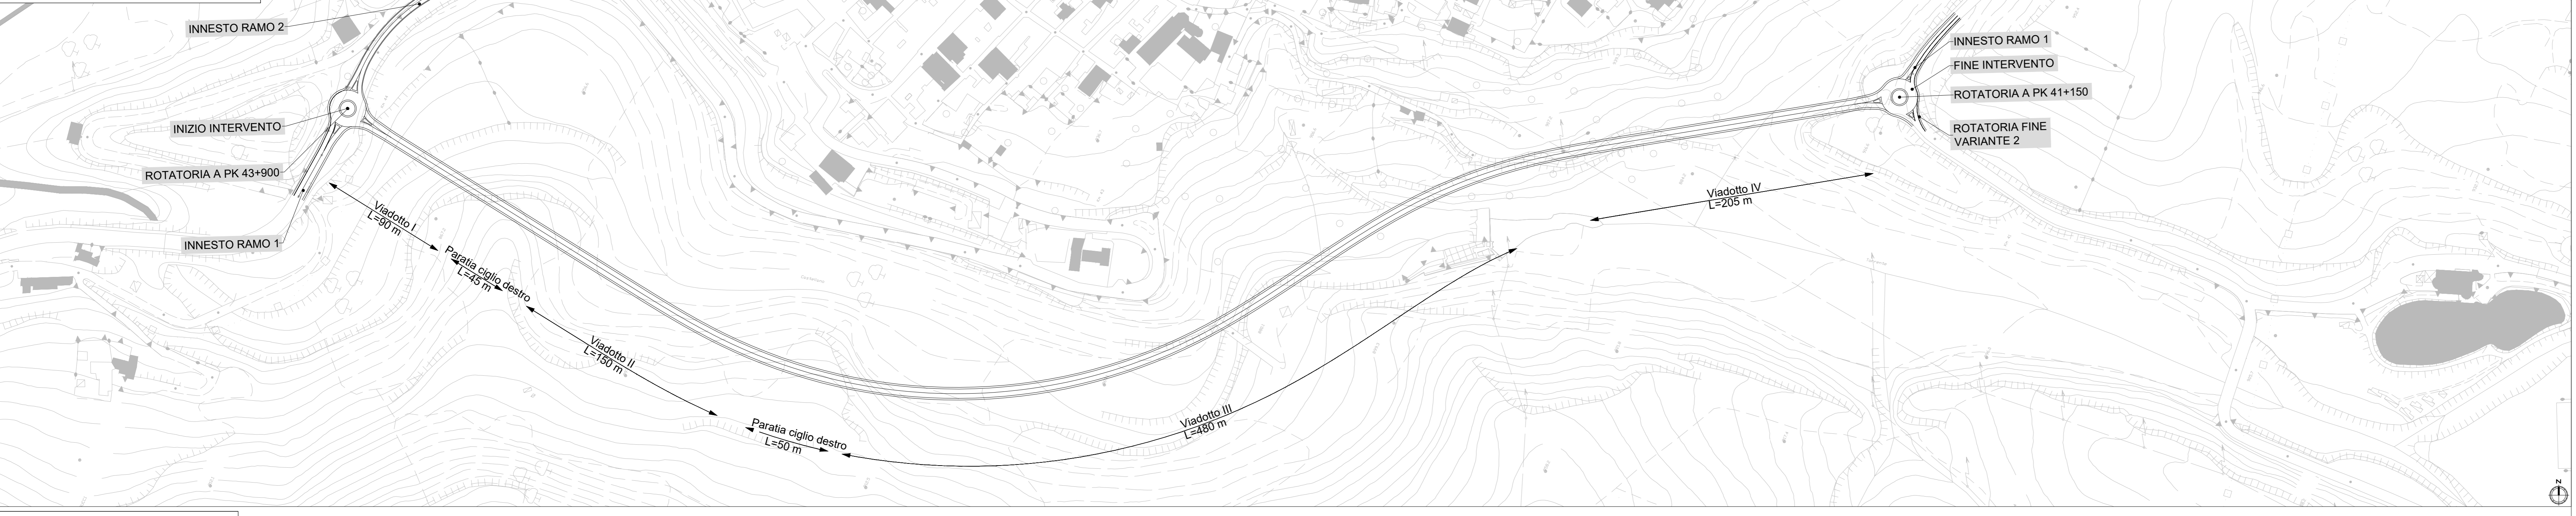 INNESTO RAMO 2
INIZIO INTERVENTO
ROTATORIA A PK 43+900
INNESTO RAMO 1
Viadotto I
L=90 m
Paratia ciglio destro
L=45 m
Viadotto II
L=150 m
Paratia ciglio destro
L=50 m
Viadotto III
L=480 m
Viadotto IV
L=205 m
INNESTO RAMO 1
FINE INTERVENTO
ROTATORIA A PK 41+150
ROTATORIA FINE
VARIANTE 2
N